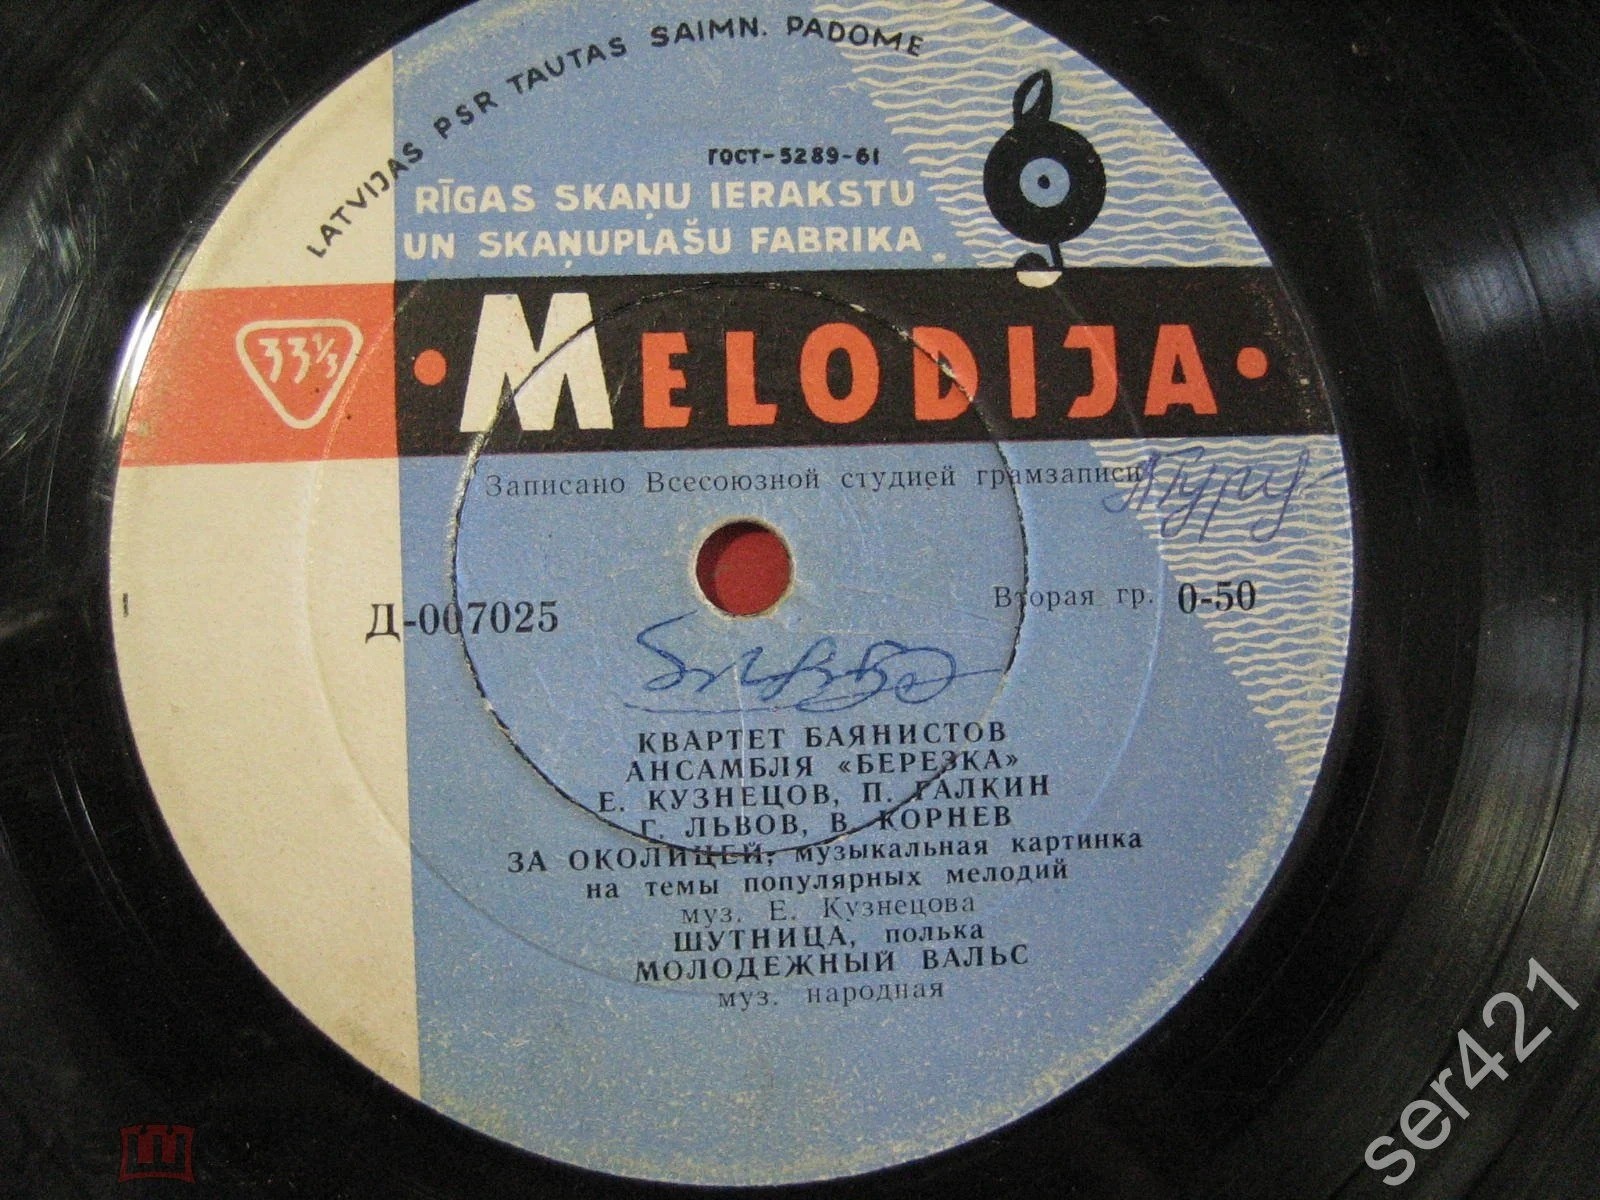 LATVIJAS PSR TAUTAS SAIMN. PADOME
ГОСТ-5289-61
RĪGAS SKAŅU IERAKSTU
UN SKAŅUPLAŠU FABRIKA
33⅓
• MELODIJA •
Записано Всесоюзной студией грамзаписи
Д-007025
Вторая гр. 0-50
КВАРТЕТ БАЯНИСТОВ
АНСАМБЛЯ «БЕРЕЗКА»
Е. КУЗНЕЦОВ, П. ГАЛКИН
Г. ЛЬВОВ, В. КОРНЕВ
ЗА ОКОЛИЦЕЙ, музыкальная картинка
на темы популярных мелодий
муз. Е. Кузнецова
ШУТНИЦА, полька
МОЛОДЕЖНЫЙ ВАЛЬС
муз. народная
ser421